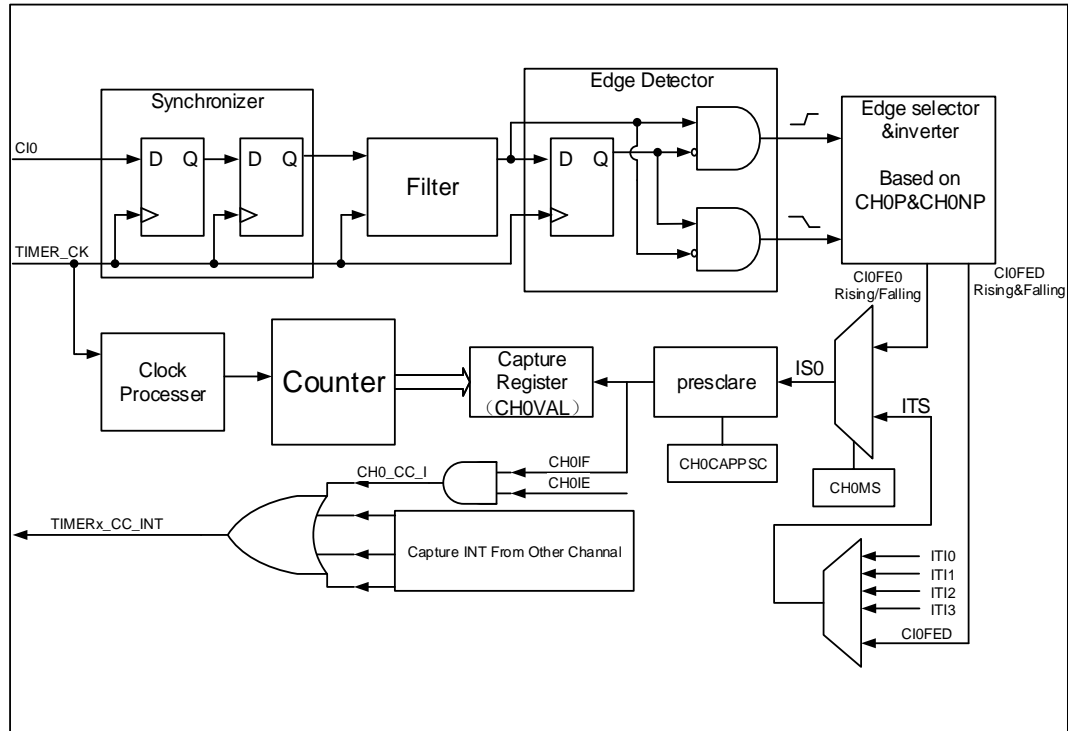 Synchronizer
Edge Detector
CI0
D Q
D Q
Filter
D Q
Edge selector
&inverter
Based on
CH0P&CH0NP
TIMER_CK
CI0FE0
Rising/Falling
CI0FED
Rising&Falling
Clock
Processer
Counter
Capture
Register
（CH0VAL）
presclare
IS0
ITS
CH0CAPPSC
CH0MS
CH0_CC_I
CH0IF
CH0IE
TIMERx_CC_INT
Capture INT From Other Channel
ITI0
ITI1
ITI2
ITI3
CI0FED